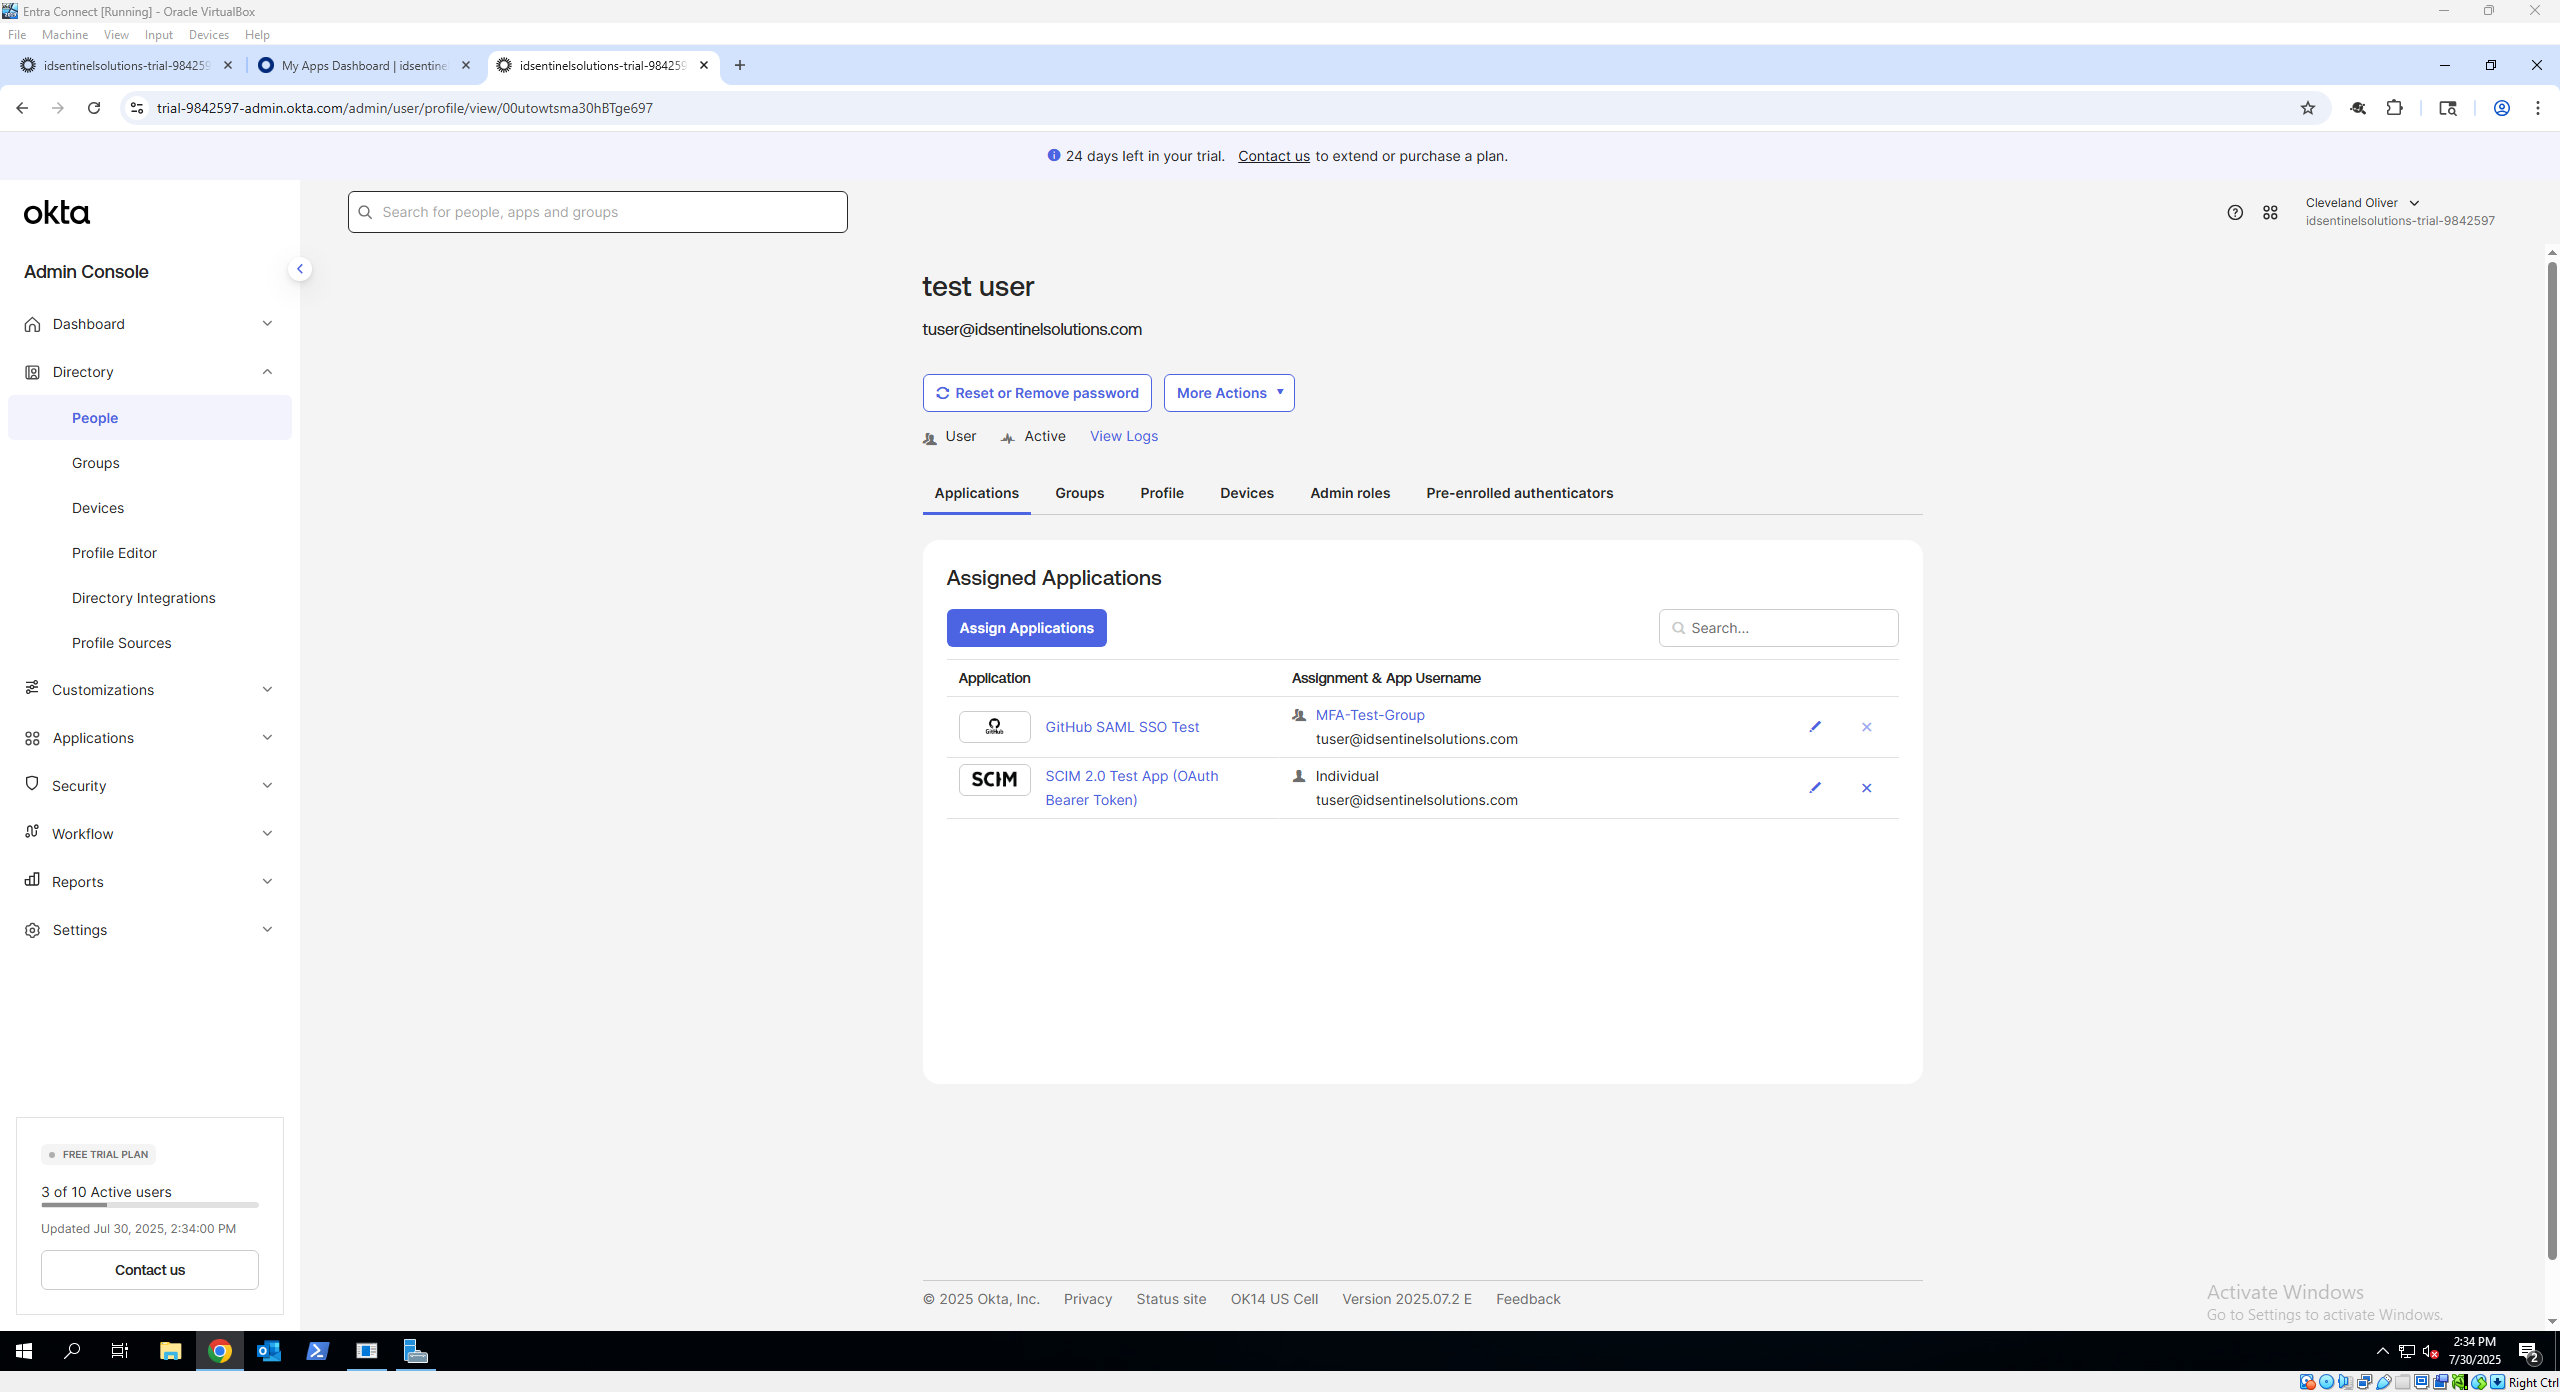 Entra Connect [Running] - Oracle VirtualBox
File Machine View Input Devices Help
idsentinelsolutions-trial-984259
My Apps Dashboard | idsentine
idsentinelsolutions-trial-984259
trial-9842597-admin.okta.com/admin/user/profile/view/00utowtsma30hBTge697
24 days left in your trial. Contact us to extend or purchase a plan.
okta
Search for people, apps and groups
Cleveland Oliver
idsentinelsolutions-trial-9842597
Admin Console
Dashboard
Directory
People
Groups
Devices
Profile Editor
Directory Integrations
Profile Sources
Customizations
Applications
Security
Workflow
Reports
Settings
FREE TRIAL PLAN
3 of 10 Active users
Updated Jul 30, 2025, 2:34:00 PM
Contact us
test user
tuser@idsentinelsolutions.com
Reset or Remove password
More Actions
User Active View Logs
Applications Groups Profile Devices Admin roles Pre-enrolled authenticators
Assigned Applications
Assign Applications
Search...
Application Assignment & App Username
GitHub
GitHub SAML SSO Test
MFA-Test-Group
tuser@idsentinelsolutions.com
SCIM
SCIM 2.0 Test App (OAuth
Bearer Token)
Individual
tuser@idsentinelsolutions.com
© 2025 Okta, Inc. Privacy Status site OK14 US Cell Version 2025.07.2 E Feedback
Activate Windows
Go to Settings to activate Windows.
2:34 PM
7/30/2025
2
Right Ctrl